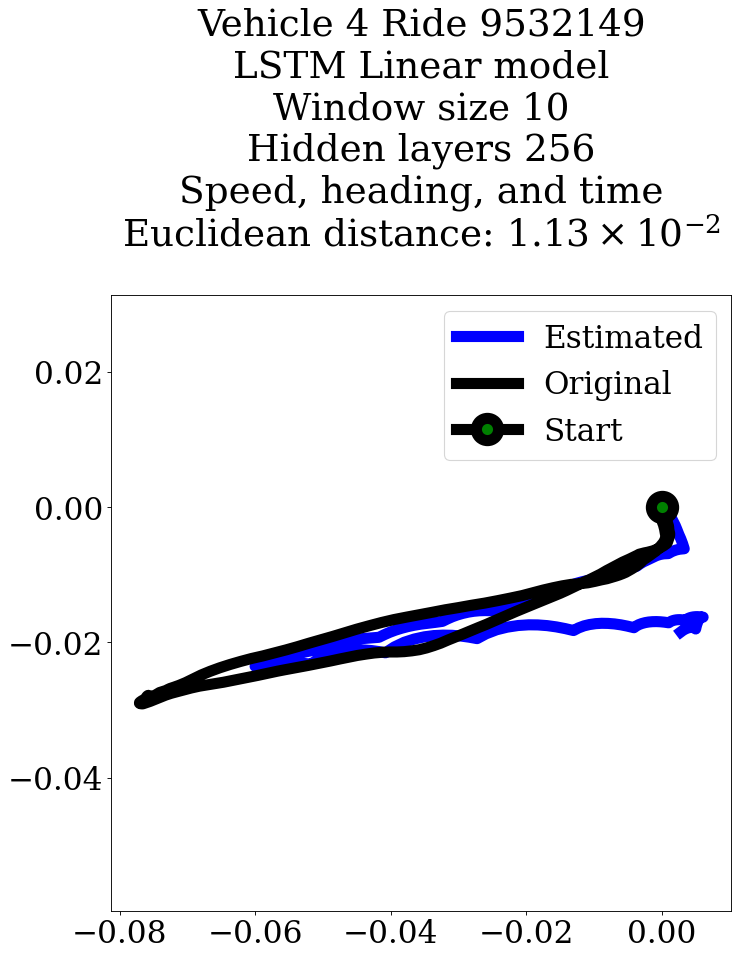 Vehicle 4 Ride 9532149
LSTM Linear model
Window size 10
Hidden layers 256
Speed, heading, and time
Euclidean distance: 1.13 × 10⁻²
Estimated
Original
Start
0.02
0.00
−0.02
−0.04
−0.08 −0.06 −0.04 −0.02 0.00